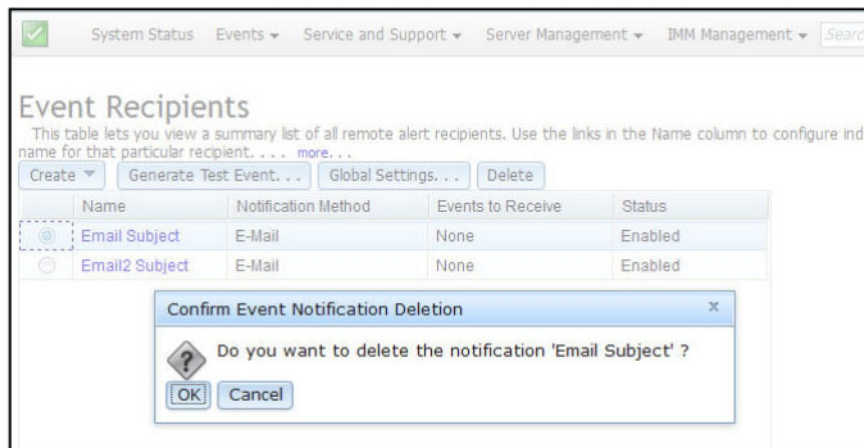 System Status Events Service and Support Server Management IMM Management Search
Event Recipients
This table lets you view a summary list of all remote alert recipients. Use the links in the Name column to configure
name for that particular recipient. . . . more. . .
Create Generate Test Event. . . Global Settings. . . Delete
Name Notification Method Events to Receive Status
Email Subject E-Mail None Enabled
Email2 Subject E-Mail None Enabled
Confirm Event Notification Deletion x
Do you want to delete the notification 'Email Subject' ?
OK Cancel